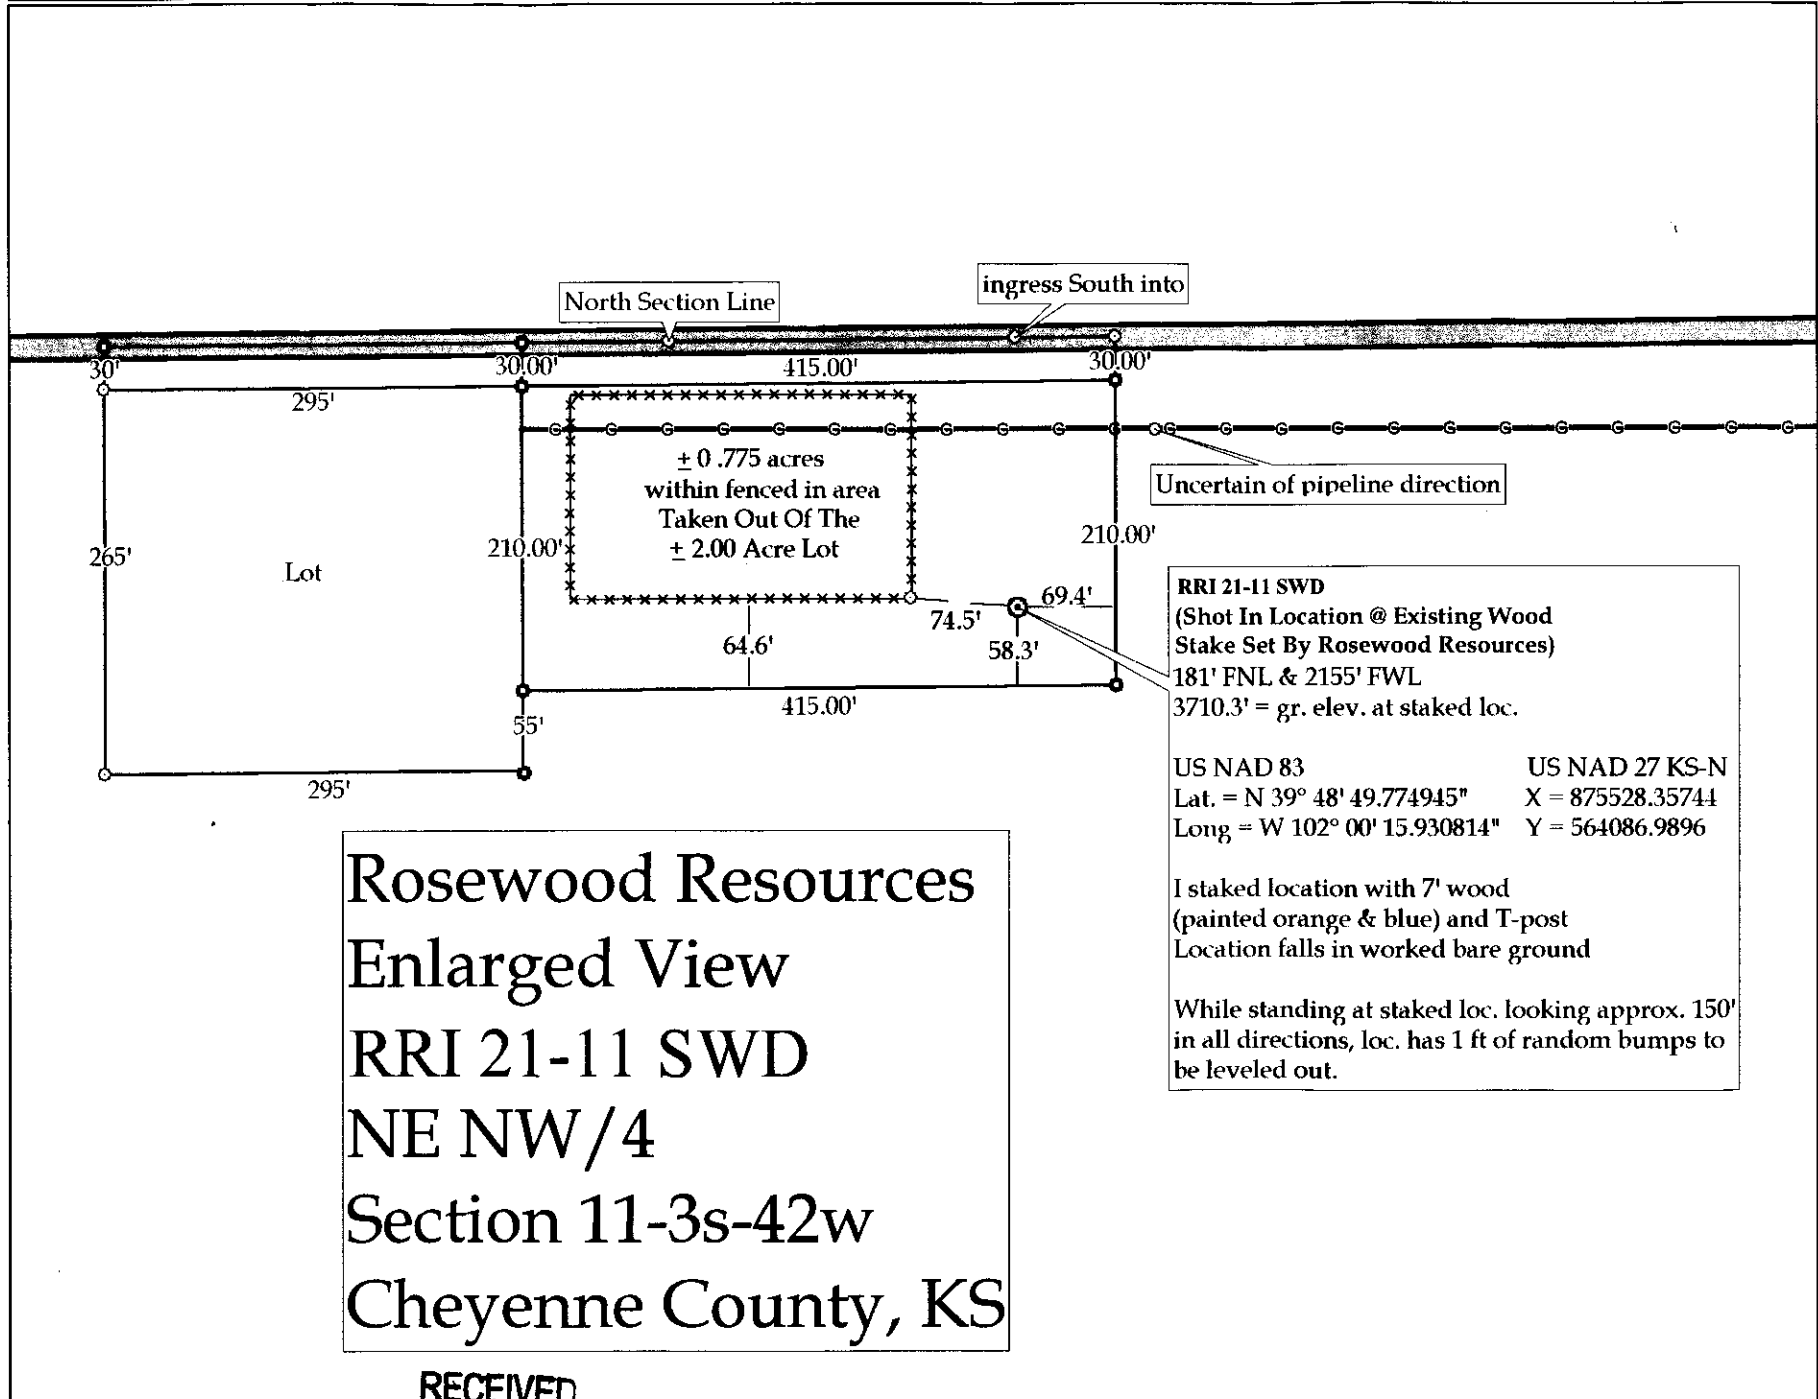 ingress South into
North Section Line
30'
30.00'
415.00'
30.00'
295'
G G G G G G G G G G G G G G G G G G G G G G
± 0 .775 acres
within fenced in area
Taken Out Of The
± 2.00 Acre Lot
Uncertain of pipeline direction
265'
Lot
210.00'
210.00'
74.5'
69.4'
64.6'
58.3'
415.00'
55'
295'
RRI 21-11 SWD
(Shot In Location @ Existing Wood
Stake Set By Rosewood Resources)
181' FNL & 2155' FWL
3710.3' = gr. elev. at staked loc.
US NAD 83 US NAD 27 KS-N
Lat. = N 39° 48' 49.774945" X = 875528.35744
Long = W 102° 00' 15.930814" Y = 564086.9896
I staked location with 7' wood
(painted orange & blue) and T-post
Location falls in worked bare ground
While standing at staked loc. looking approx. 150'
in all directions, loc. has 1 ft of random bumps to
be leveled out.
Rosewood Resources
Enlarged View
RRI 21-11 SWD
NE NW/4
Section 11-3s-42w
Cheyenne County, KS
RECEIVED